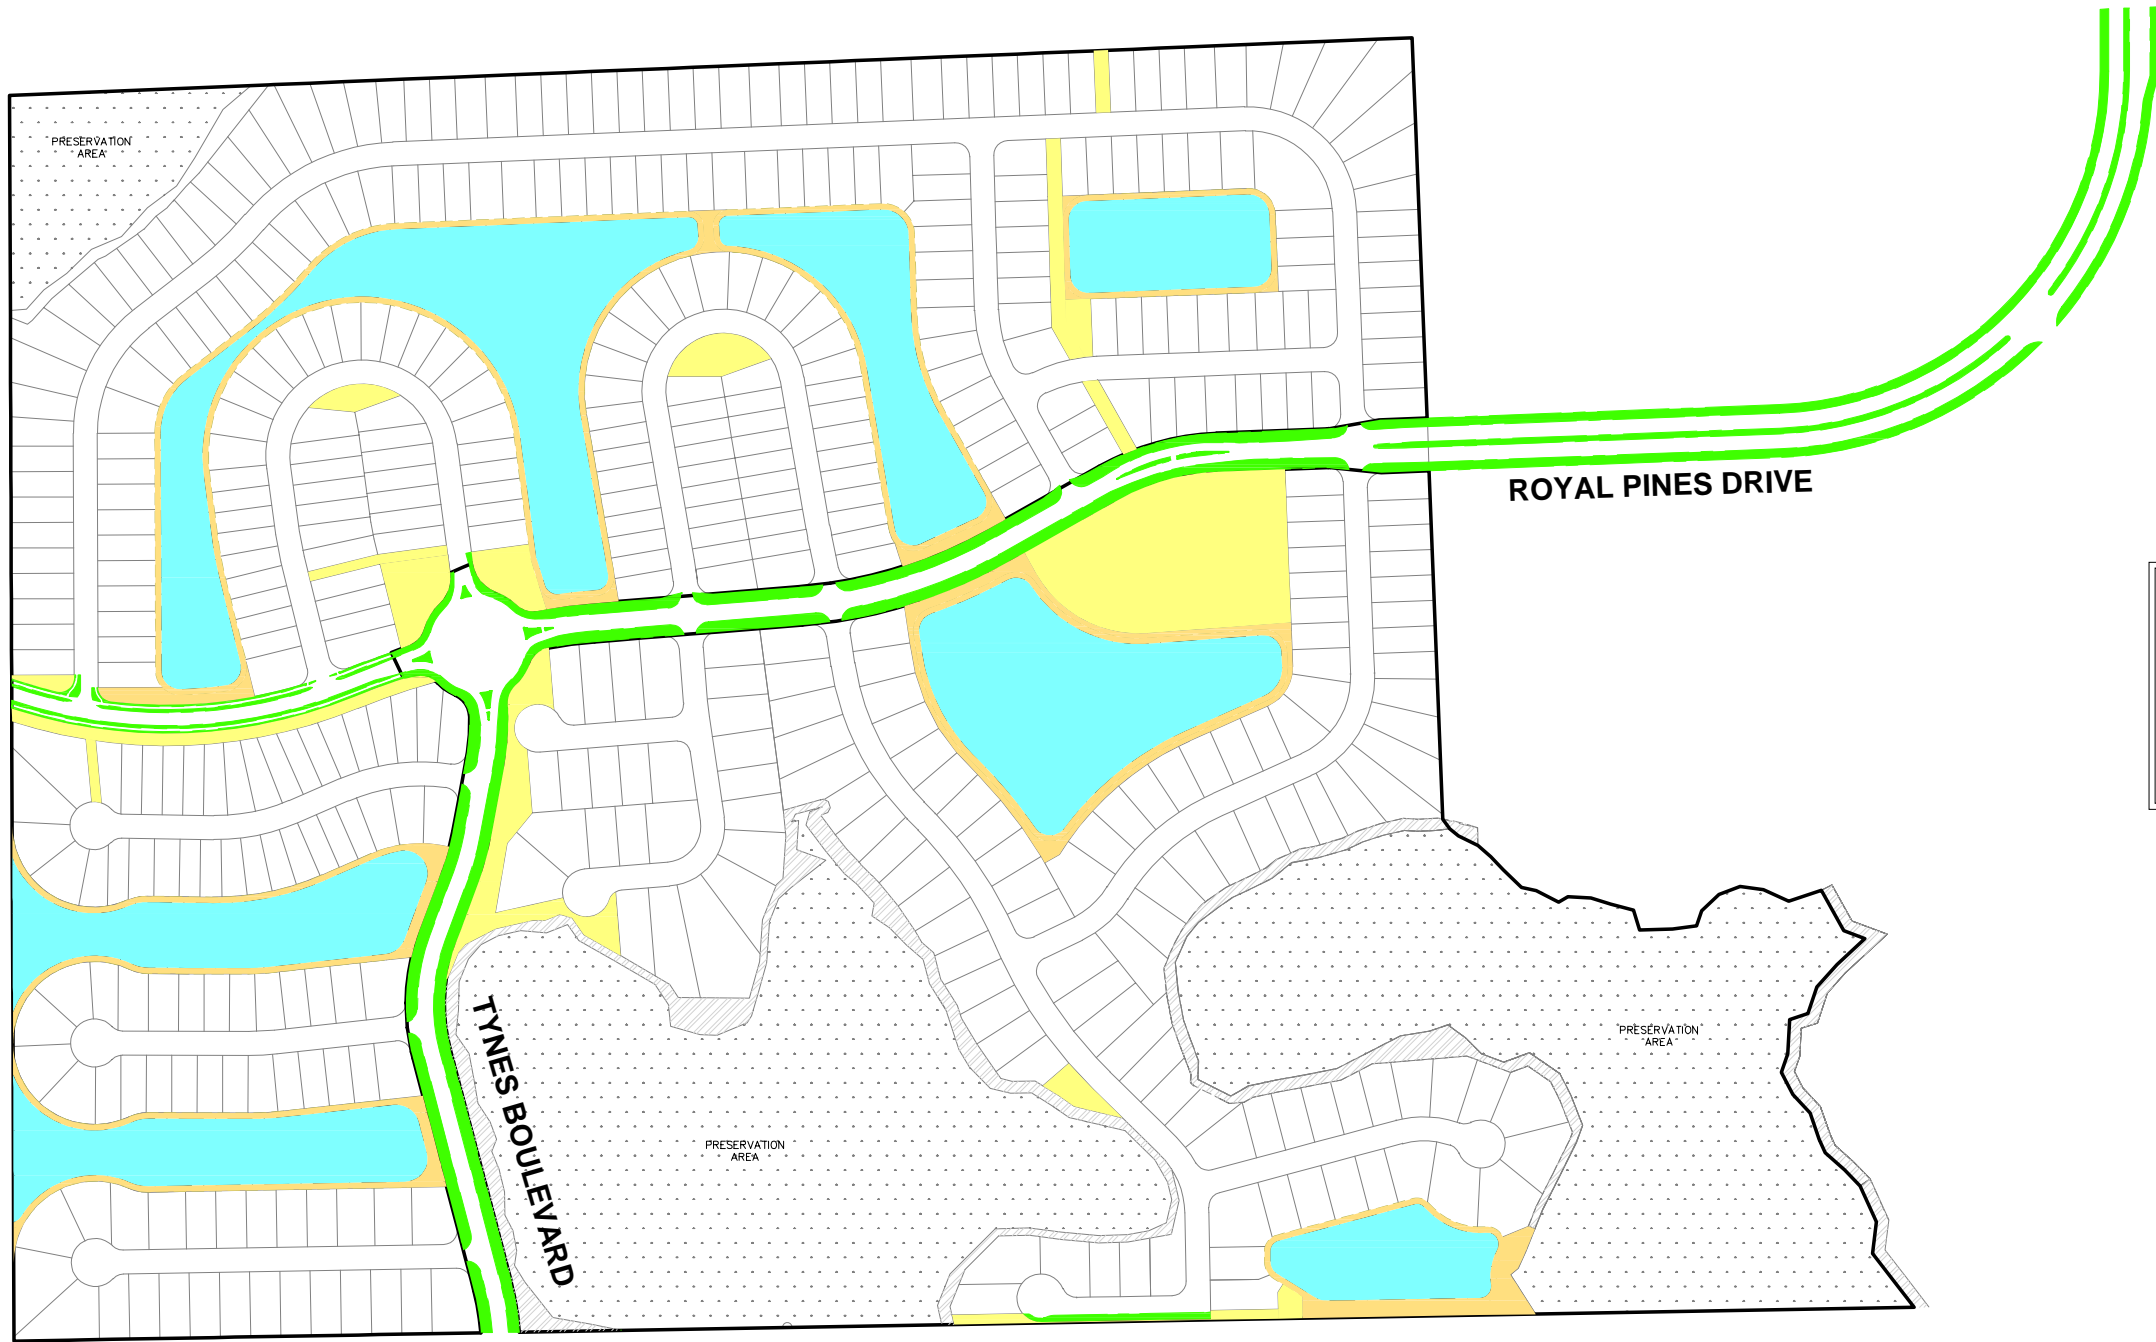 PRESERVATION
AREA
ROYAL PINES DRIVE
TYNES BOULEVARD
PRESERVATION
AREA
PRESERVATION
AREA